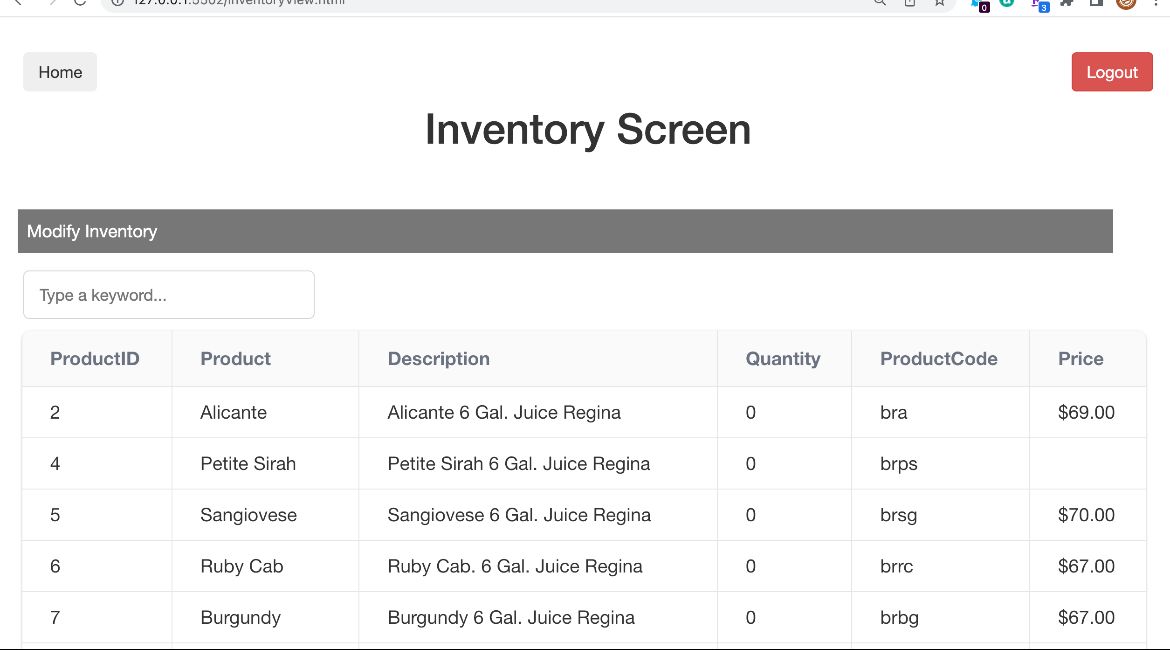 127.0.0.1:5502/inventoryView.html
0
3
Home
Logout
Inventory Screen
Modify Inventory
Type a keyword...
ProductID Product Description Quantity ProductCode Price
2 Alicante Alicante 6 Gal. Juice Regina 0 bra $69.00
4 Petite Sirah Petite Sirah 6 Gal. Juice Regina 0 brps
5 Sangiovese Sangiovese 6 Gal. Juice Regina 0 brsg $70.00
6 Ruby Cab Ruby Cab. 6 Gal. Juice Regina 0 brrc $67.00
7 Burgundy Burgundy 6 Gal. Juice Regina 0 brbg $67.00